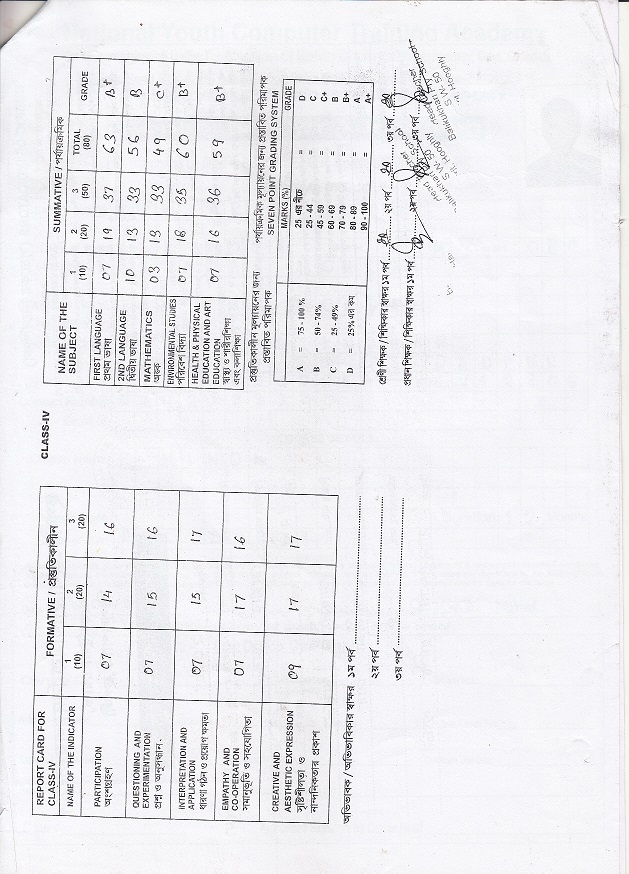 CLASS-IV
REPORT CARD FOR CLASS-IV
FORMATIVE / প্রস্তুতিকালীন
NAME OF THE INDICATOR 1 (10) 2 (20) 3 (20)
PARTICIPATION অংশগ্রহণ 07 14 16
QUESTIONING AND EXPERIMENTATION প্রশ্ন ও অনুসন্ধান. 07 15 16
INTERPRETATION AND APPLICATION ধারণা গঠন ও প্রয়োগ ক্ষমতা 07 15 17
EMPATHY AND CO-OPERATION সমানুভূতি ও সহযোগিতা 07 17 16
CREATIVE AND AESTHETIC EXPRESSION সৃষ্টিশীলতা ও নান্দনিকতার প্রকাশ 09 17 17
অভিভাবক / অভিভাবিকার স্বাক্ষর ১ম পর্ব
২য় পর্ব
৩য় পর্ব
NAME OF THE SUBJECT
SUMMATIVE / পর্যায়ক্রমিক
1 (10) 2 (20) 3 (50) TOTAL (80) GRADE
FIRST LANGUAGE প্রথম ভাষা 07 19 37 63 B+
2ND LANGUAGE দ্বিতীয় ভাষা 10 13 33 56 B
MATHEMATICS অঙ্ক 03 13 33 49 C+
ENVIRONMENTAL STUDIES পরিবেশ বিদ্যা 07 18 35 60 B+
HEALTH & PHYSICAL EDUCATION AND ART EDUCATION স্বাস্থ্য ও শারীরশিক্ষা এবং কলাশিক্ষা 07 16 36 59 B+
প্রস্তুতিকালীন মূল্যায়নের জন্য প্রস্তাবিত পরিমাপক
পর্যায়ক্রমিক মূল্যায়নের জন্য প্রস্তাবিত পরিমাপক
SEVEN POINT GRADING SYSTEM
MARKS (%) GRADE
A = 75 - 100 %
B = 50 - 74%
C = 25 - 49%
D = 25% এর কম
25 এর নীচে = D
25 - 44 = C
45 - 59 = C+
60 - 69 = B
70 - 79 = B+
80 - 89 = A
90 - 100 = A+
শ্রেণী শিক্ষক / শিক্ষিকার স্বাক্ষর ১ম পর্ব ২য় পর্ব ৩য় পর্ব
প্রধান শিক্ষক / শিক্ষিকার স্বাক্ষর ১ম পর্ব ২য় পর্ব ৩য় পর্ব